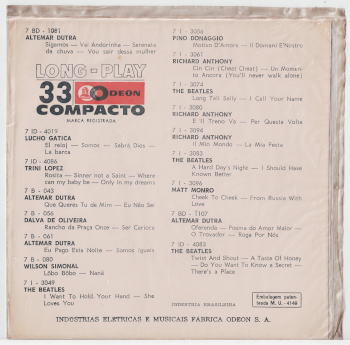 7 BD - 1081
ALTEMAR DUTRA
Sigamos — Vai Andorinha — Serenata
da chuva — Vou sair dessa mulher
LONG-PLAY
33 ODEON
COMPACTO
MARCA REGISTRADA
7 ID - 4019
LUCHO GATICA
El reloj — Somos — Sabrá Dios —
La barca
7 ID - 4086
TRINI LOPEZ
Rosita — Sinner not a Saint — Where
can my baby be — Only in my dreams
7 B - 043
ALTEMAR DUTRA
Que Queres Tu de Mim — Eu Não Sei
7 B - 056
DALVA DE OLIVEIRA
Rancho da Praça Onze — Ser Carioca
7 B - 061
ALTEMAR DUTRA
Eu Pago Esta Noite — Somos Iguais
7 B - 080
WILSON SIMONAL
Lôbo Bôbo — Nanã
7 I - 3049
THE BEATLES
I Want To Hold Your Hand — She
Loves You
7 I - 3056
PINO DONAGGIO
Motivo D'Amore — Il Domani E'Nostro
7 I - 3061
RICHARD ANTHONY
Cin Cin (Cheat Cheat) — Un Momen-
to Ancora (You'll never walk alone)
7 I - 3074
THE BEATLES
Long Tall Sally — I Call Your Name
7 I - 3080
RICHARD ANTHONY
E Il Treno Va — Per Questa Volta
7 I - 3094
RICHARD ANTHONY
Il Mio Mondo — La Mia Festa
7 I - 3083
THE BEATLES
A Hard Day's Night — I Should Have
Known Better
7 I - 3096
MATT MONRO
Cheek To Cheek — From Russia With
Love
7 BD - 1107
ALTEMAR DUTRA
Oferenda — Poema do Amor Maior —
O Trovador — Roga Por Nós
7 ID - 4083
THE BEATLES
Twist And Shout — A Taste Of Honey
— Do You Want To Know a Secret —
There's a Place
INDÚSTRIA BRASILEIRA
Embalagem paten-
teada M. U. - 4149
INDÚSTRIAS ELÉTRICAS E MUSICAIS FÁBRICA ODEON S. A.